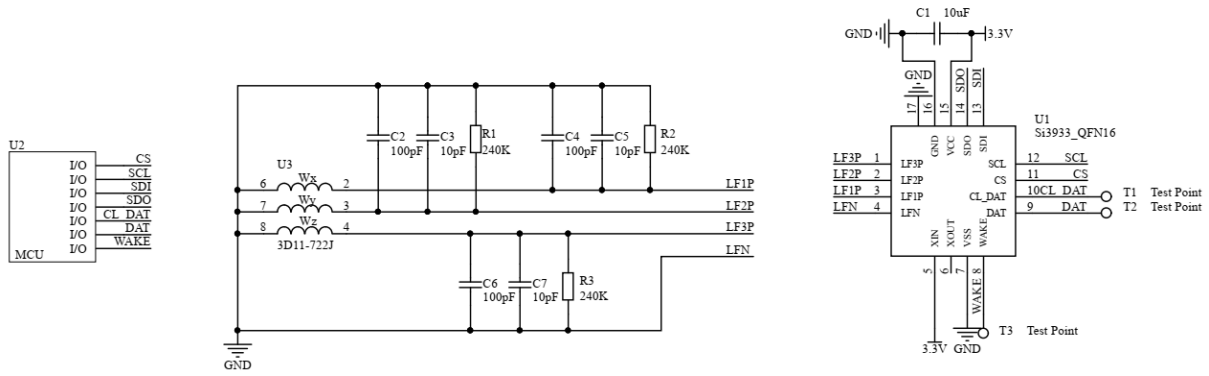 U2
I/O CS
I/O SCL
I/O SDI
I/O SDO
I/O CL_DAT
I/O DAT
I/O WAKE
MCU
C2
100pF
C3
10pF
R1
240K
C4
100pF
C5
10pF
R2
240K
U3
6 Wx 2 LF1P
7 Wy 3 LF2P
8 Wz 4 LF3P
3D11-722J
LFN
C6
100pF
C7
10pF
R3
240K
GND
C1 10uF
GND 3.3V
GND
SDO
SDI
17
16
15
14
13
U1
Si3933_QFN16
GND
VCC
SDO
SDI
LF3P 1 LF3P
LF2P 2 LF2P
LF1P 3 LF1P
LFN 4 LFN
SCL 12 SCL
CS 11 CS
CL_DAT 10 CL_DAT T1 Test Point
DAT 9 DAT T2 Test Point
XIN
XOUT
VSS
WAKE
5
6
7
8
WAKE
T3 Test Point
3.3V GND